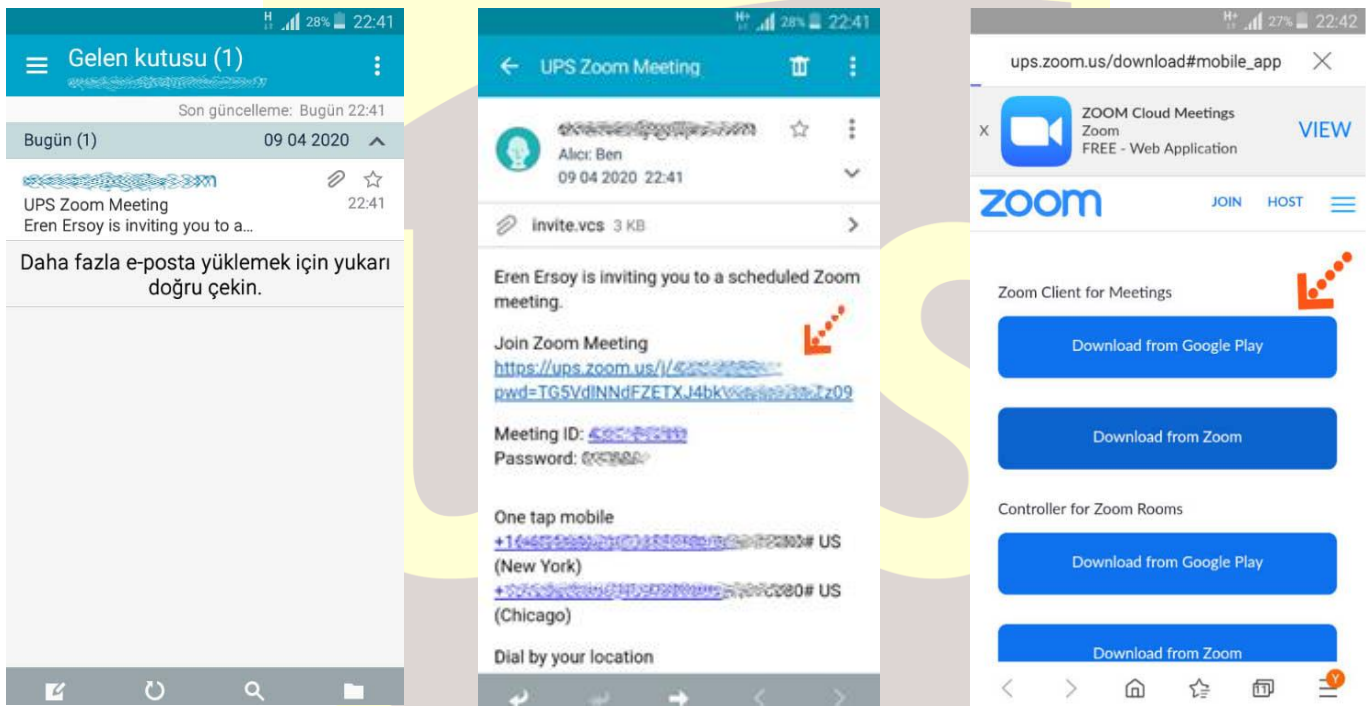 28% 22:41
Gelen kutusu (1)
Son güncelleme: Bugün 22:41
Bugün (1) 09 04 2020
UPS Zoom Meeting 22:41
Eren Ersoy is inviting you to a...
Daha fazla e-posta yüklemek için yukarı
doğru çekin.
H+ 28% 22:41
UPS Zoom Meeting
Alıcı: Ben
09 04 2020 22:41
invite.vcs 3 KB
Eren Ersoy is inviting you to a scheduled Zoom
meeting.
Join Zoom Meeting
https://ups.zoom.us/j/
pwd=TG5VdlNNdFZETXJ4bk
Meeting ID:
Password:
One tap mobile
# US
(New York)
# US
(Chicago)
Dial by your location
H+ 27% 22:42
ups.zoom.us/download#mobile_app
x
ZOOM Cloud Meetings
Zoom
FREE - Web Application
VIEW
zoom JOIN HOST
Zoom Client for Meetings
Download from Google Play
Download from Zoom
Controller for Zoom Rooms
Download from Google Play
Download from Zoom
11 Y